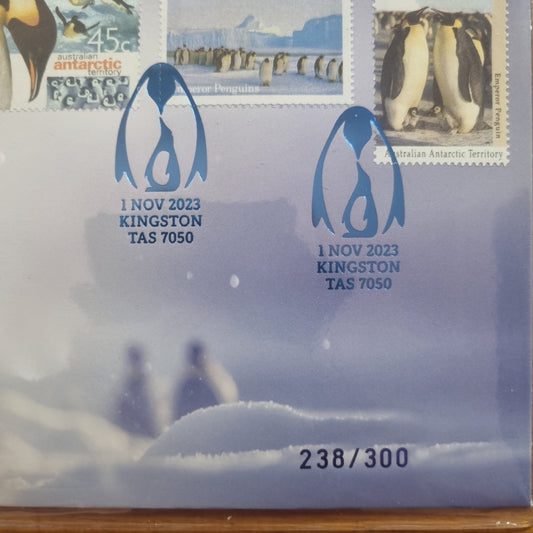 45c
australian
antarctic
territory
Emperor Penguins
Emperor Penguin
Australian Antarctic Territory
1 NOV 2023
KINGSTON
TAS 7050
1 NOV 2023
KINGSTON
TAS 7050
238/300